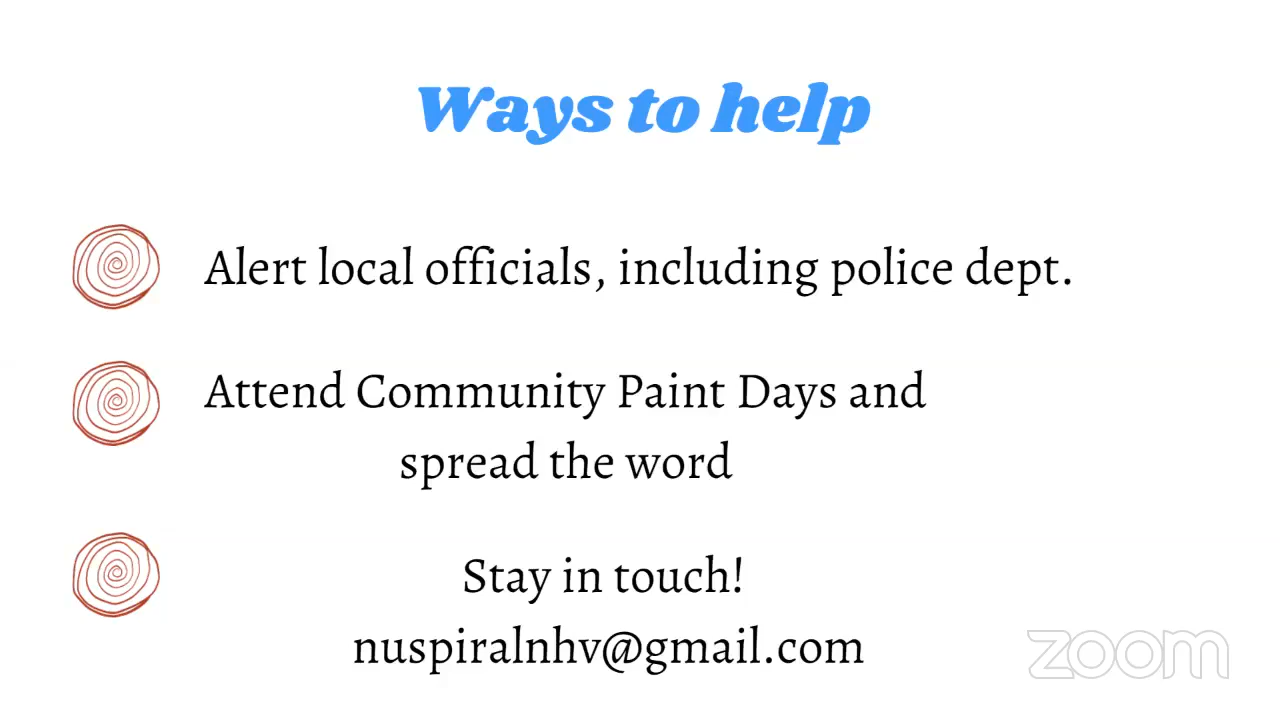 Ways to help
Alert local officials, including police dept.
Attend Community Paint Days and
spread the word
Stay in touch!
nuspiralnhv@gmail.com
zoom